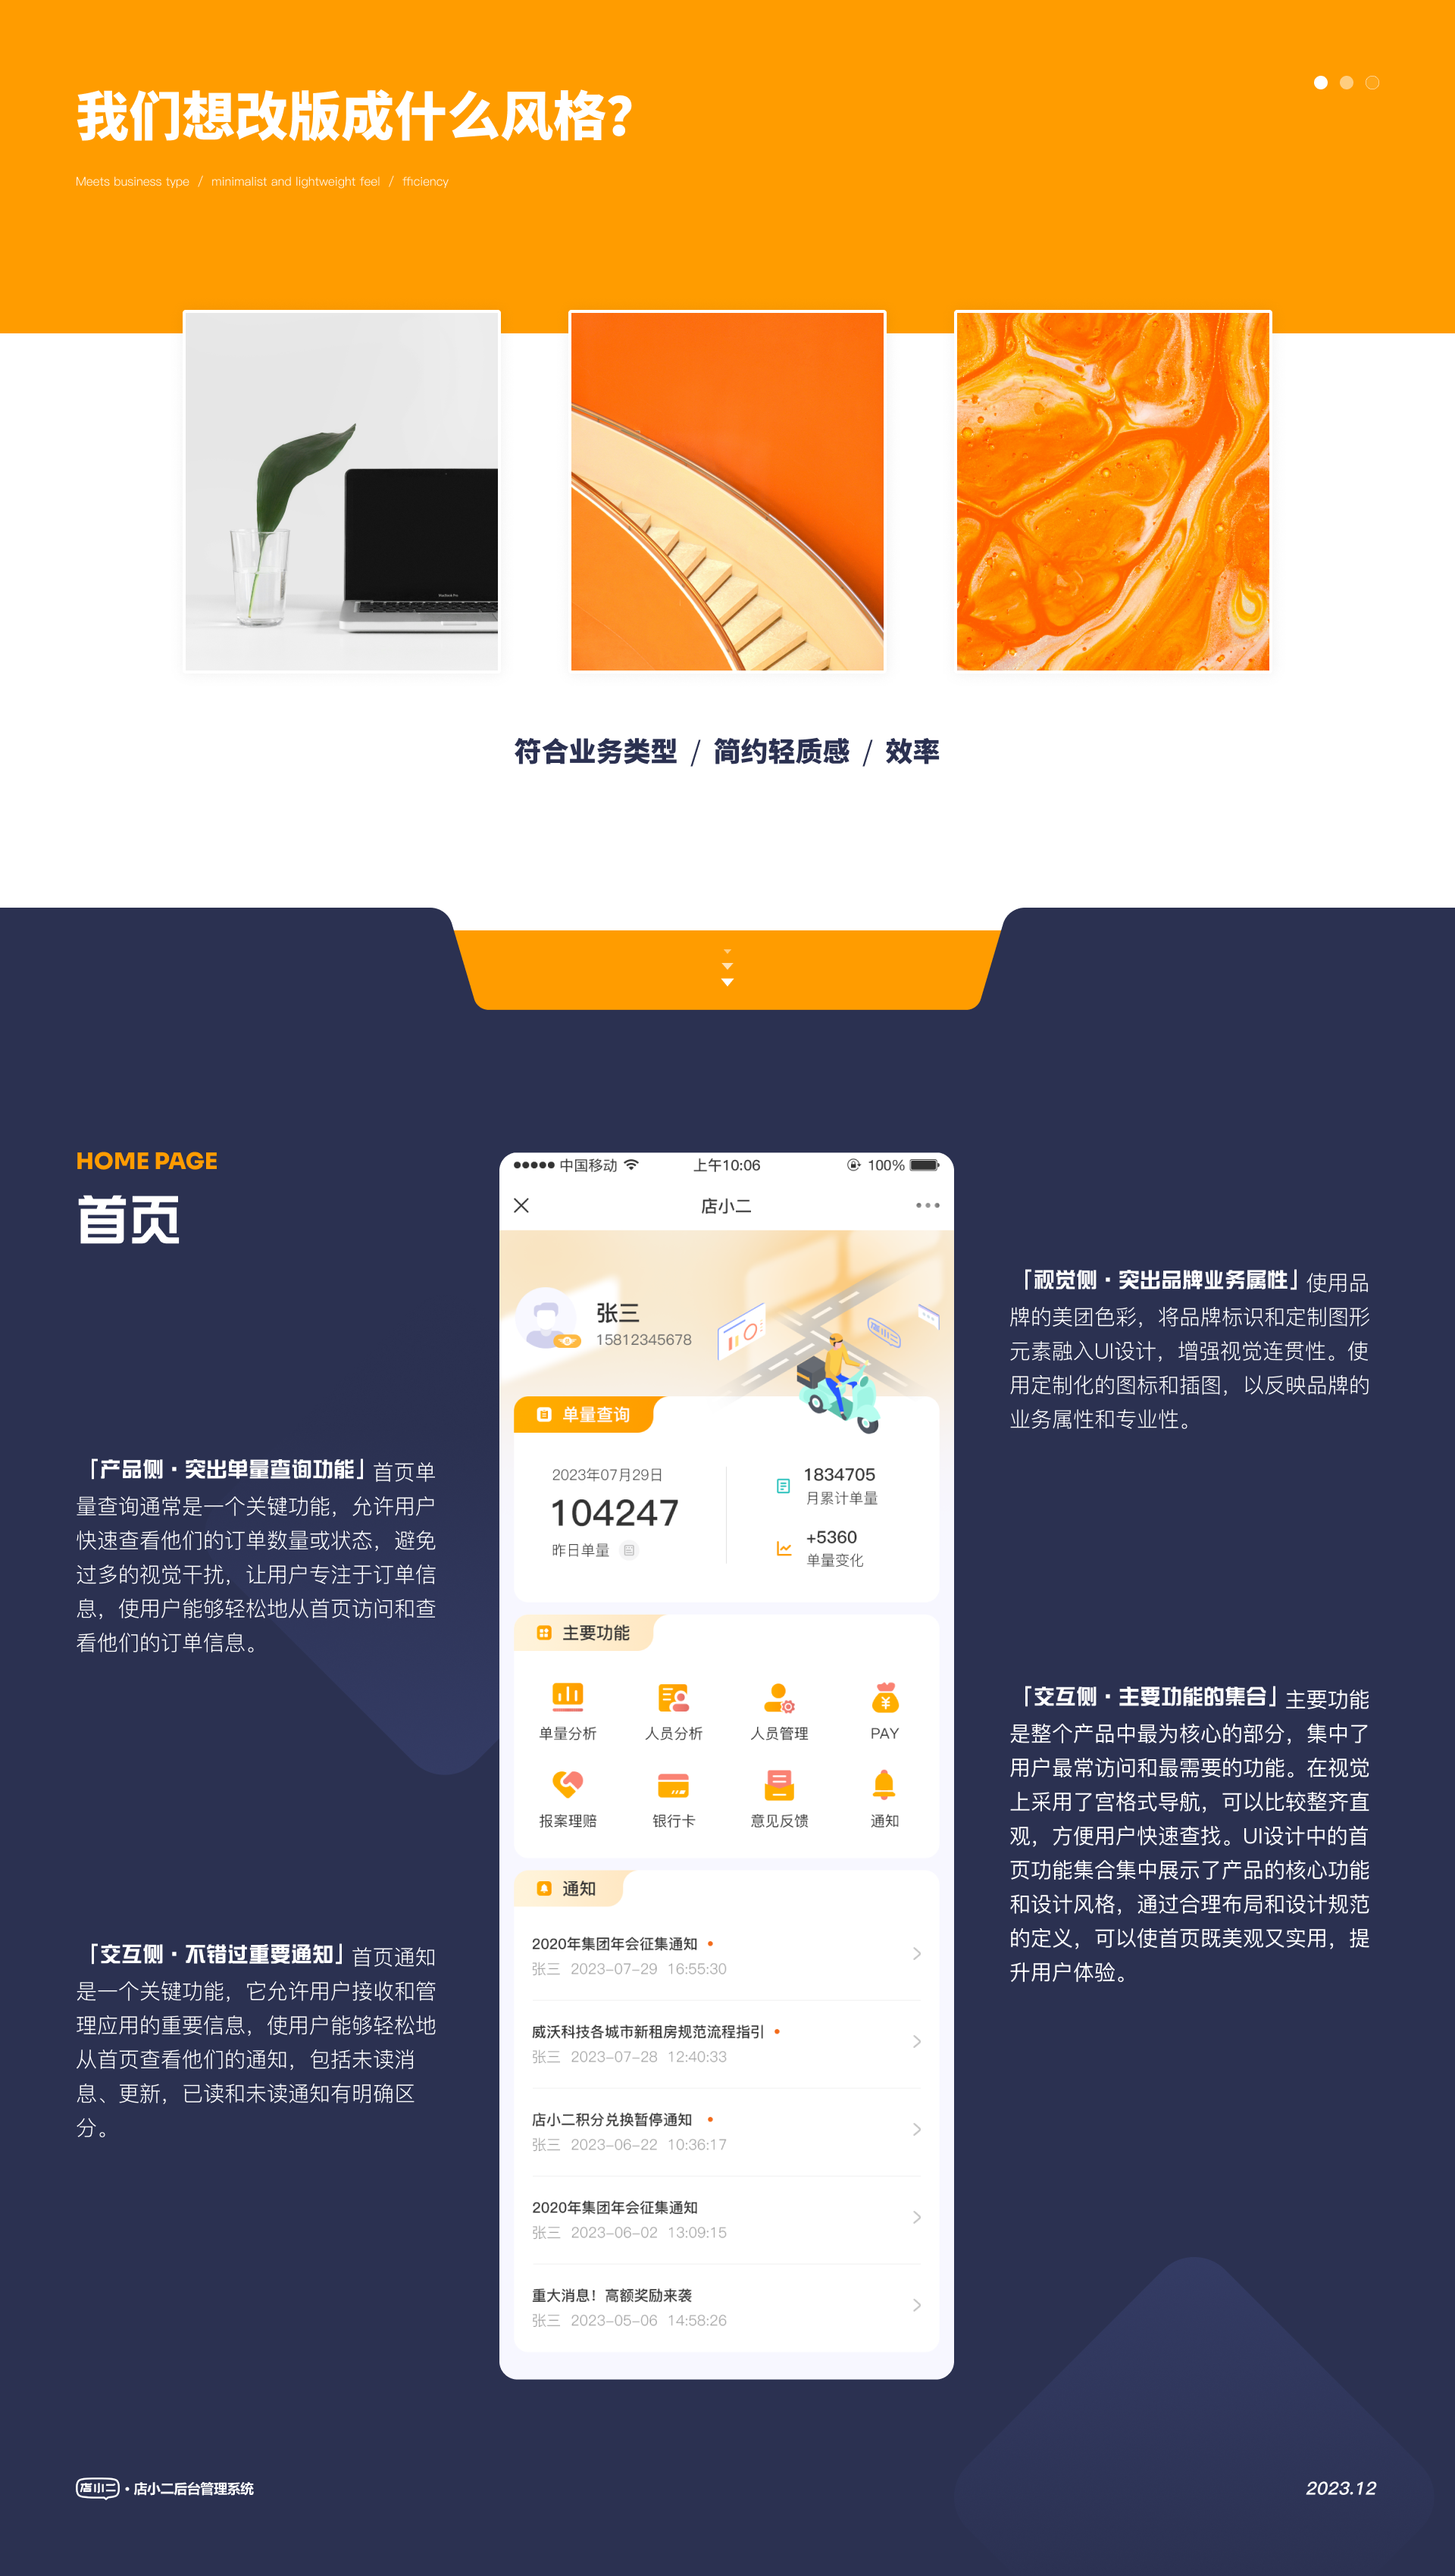 我们想改版成什么风格？
Meets business type / minimalist and lightweight feel / fficiency
符合业务类型 / 简约轻质感 / 效率
HOME PAGE
首页
「产品侧·突出单量查询功能」首页单
量查询通常是一个关键功能，允许用户
快速查看他们的订单数量或状态，避免
过多的视觉干扰，让用户专注于订单信
息，使用户能够轻松地从首页访问和查
看他们的订单信息。
「交互侧·不错过重要通知」首页通知
是一个关键功能，它允许用户接收和管
理应用的重要信息，使用户能够轻松地
从首页查看他们的通知，包括未读消
息、更新，已读和未读通知有明确区
分。
中国移动 上午10:06 100%
店小二
张三
15812345678
店小二
单量查询
2023年07月29日
104247
昨日单量
1834705
月累计单量
+5360
单量变化
主要功能
单量分析 人员分析 人员管理 PAY
报案理赔 银行卡 意见反馈 通知
通知
2020年集团年会征集通知
张三 2023-07-29 16:55:30
威沃科技各城市新租房规范流程指引
张三 2023-07-28 12:40:33
店小二积分兑换暂停通知
张三 2023-06-22 10:36:17
2020年集团年会征集通知
张三 2023-06-02 13:09:15
重大消息！高额奖励来袭
张三 2023-05-06 14:58:26
「视觉侧·突出品牌业务属性」使用品
牌的美团色彩，将品牌标识和定制图形
元素融入UI设计，增强视觉连贯性。使
用定制化的图标和插图，以反映品牌的
业务属性和专业性。
「交互侧·主要功能的集合」主要功能
是整个产品中最为核心的部分，集中了
用户最常访问和最需要的功能。在视觉
上采用了宫格式导航，可以比较整齐直
观，方便用户快速查找。UI设计中的首
页功能集合集中展示了产品的核心功能
和设计风格，通过合理布局和设计规范
的定义，可以使首页既美观又实用，提
升用户体验。
店小二·店小二后台管理系统
2023.12